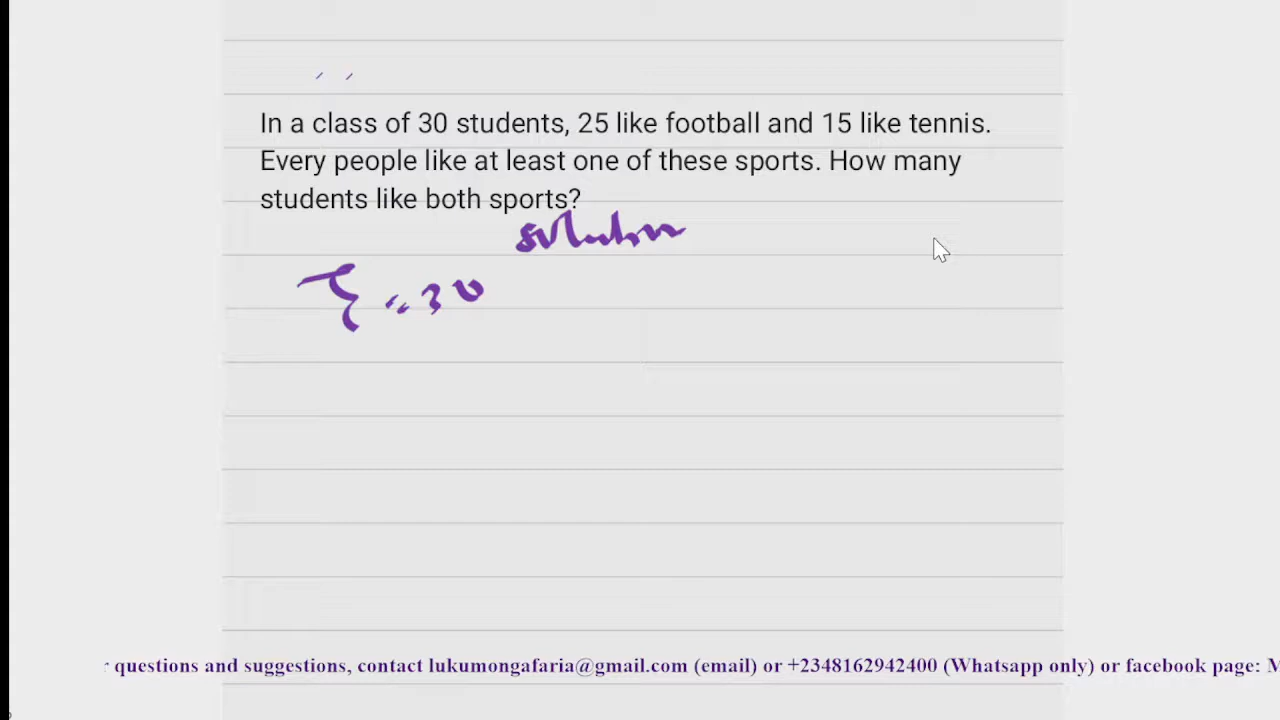 In a class of 30 students, 25 like football and 15 like tennis.
Every people like at least one of these sports. How many
students like both sports?
solution
ξ = 30
questions and suggestions, contact lukumongafaria@gmail.com (email) or +2348162942400 (Whatsapp only) or facebook page: M